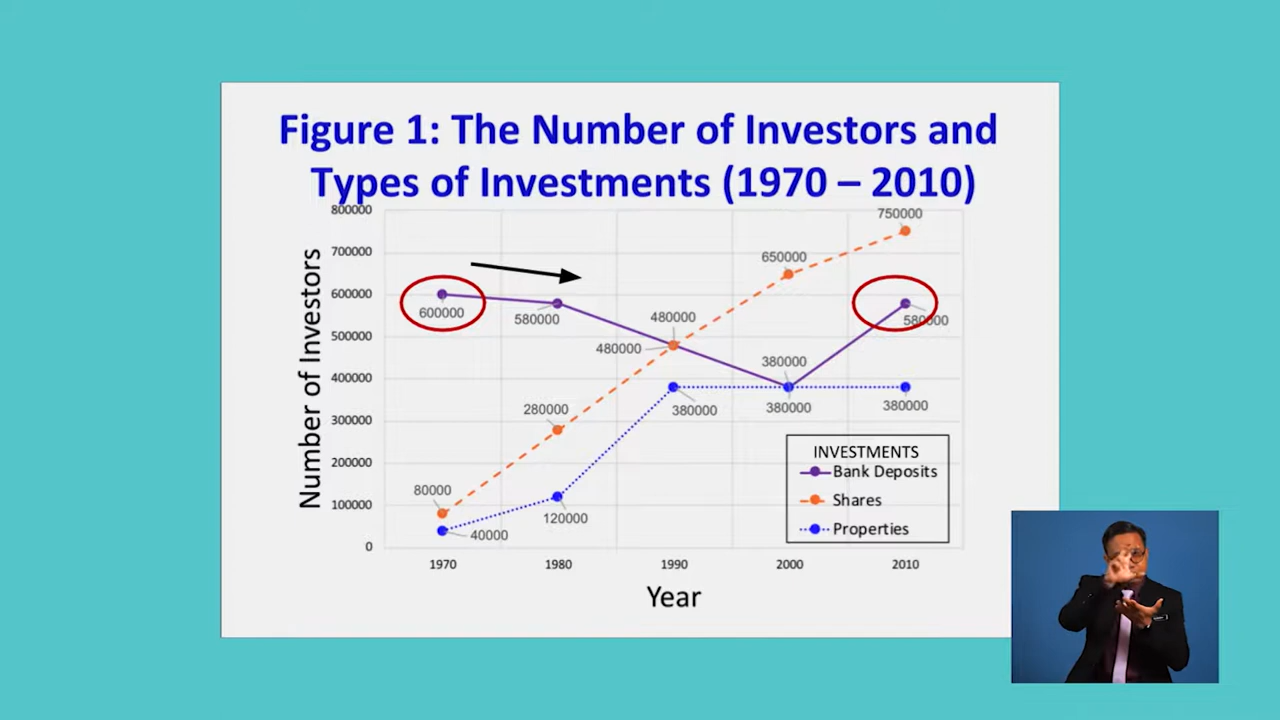 Figure 1: The Number of Investors and
Types of Investments (1970 – 2010)
Number of Investors
800000
700000
600000
500000
400000
300000
200000
100000
0
600000
580000
480000
380000
580000
80000
280000
480000
650000
750000
40000
120000
380000
380000
380000
INVESTMENTS
Bank Deposits
Shares
Properties
1970 1980 1990 2000 2010
Year